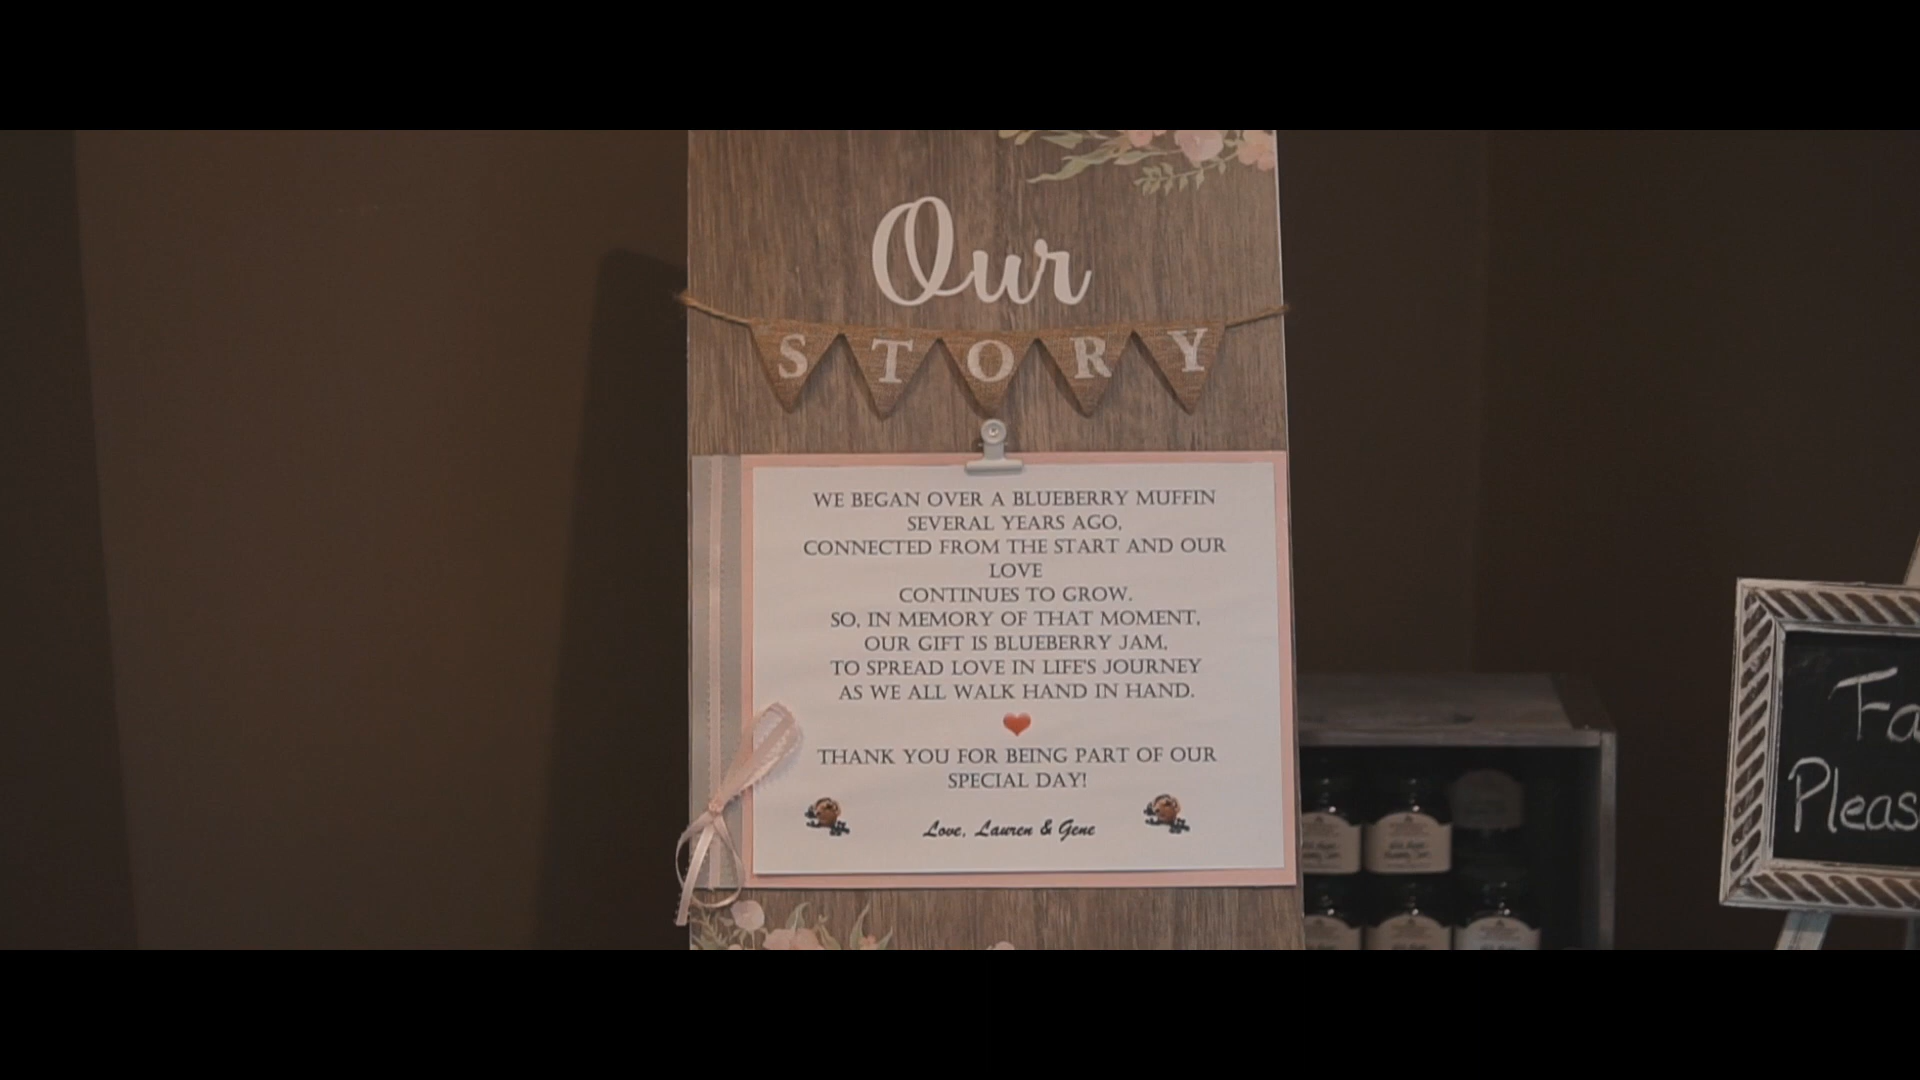 Our
STORY
WE BEGAN OVER A BLUEBERRY MUFFIN
SEVERAL YEARS AGO,
CONNECTED FROM THE START AND OUR
LOVE
CONTINUES TO GROW.
SO, IN MEMORY OF THAT MOMENT,
OUR GIFT IS BLUEBERRY JAM,
TO SPREAD LOVE IN LIFE'S JOURNEY
AS WE ALL WALK HAND IN HAND.
THANK YOU FOR BEING PART OF OUR
SPECIAL DAY!
Love, Lauren & Gene
Fa
Pleas